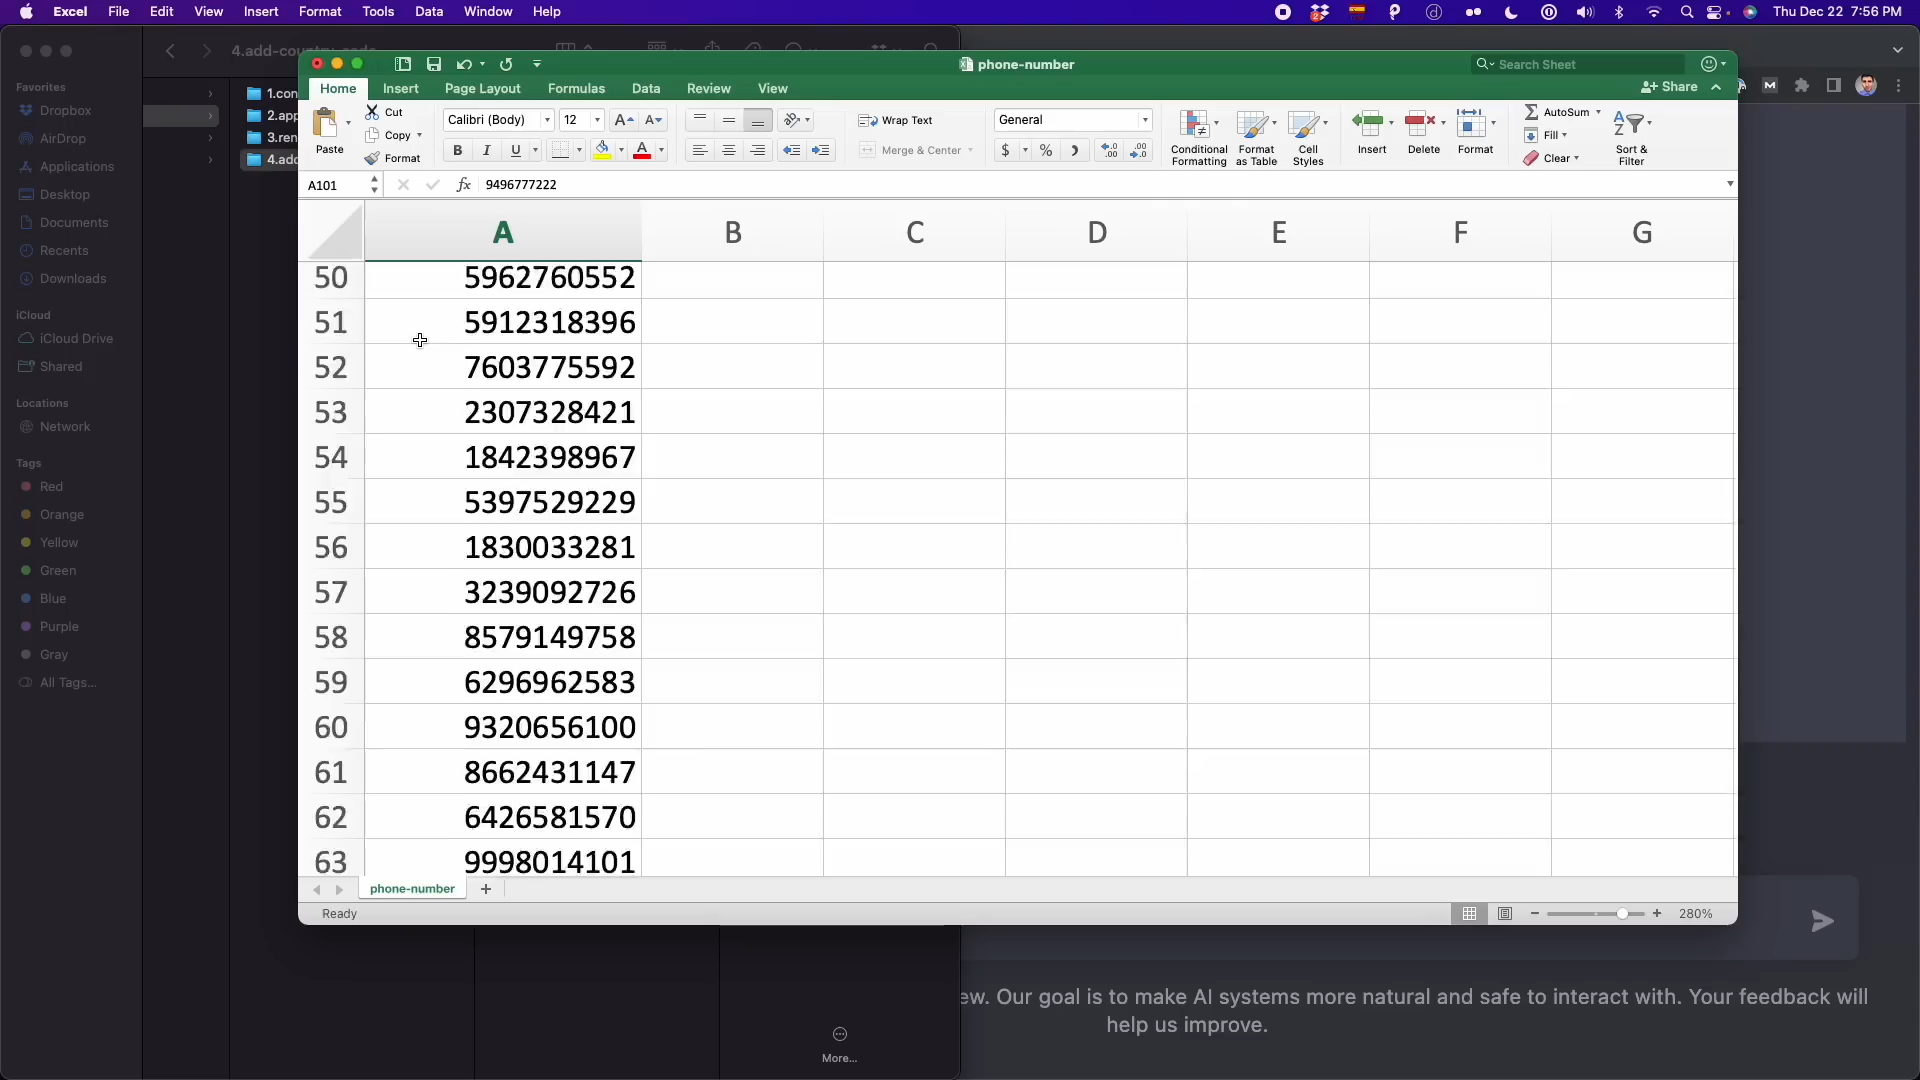 Excel File Edit View Insert Format Tools Data Window Help
Thu Dec 22 7:56 PM
4.add-country-code
phone-number
Search Sheet
Home Insert Page Layout Formulas Data Review View
Share
Paste
Cut
Copy
Format
Calibri (Body) 12
Wrap Text
Merge & Center
General
Conditional Formatting
Format as Table
Cell Styles
Insert
Delete
Format
AutoSum
Fill
Clear
Sort & Filter
A101 fx 9496777222
A B C D E F G
50 5962760552
51 5912318396
52 7603775592
53 2307328421
54 1842398967
55 5397529229
56 1830033281
57 3239092726
58 8579149758
59 6296962583
60 9320656100
61 8662431147
62 6426581570
63 9998014101
phone-number
Ready
280%
Favorites
Dropbox
AirDrop
Applications
Desktop
Documents
Recents
Downloads
iCloud
iCloud Drive
Shared
Locations
Network
Tags
Red
Orange
Yellow
Green
Blue
Purple
Gray
All Tags...
1.con
2.app
3.ren
4.add
More...
ew. Our goal is to make AI systems more natural and safe to interact with. Your feedback will
help us improve.